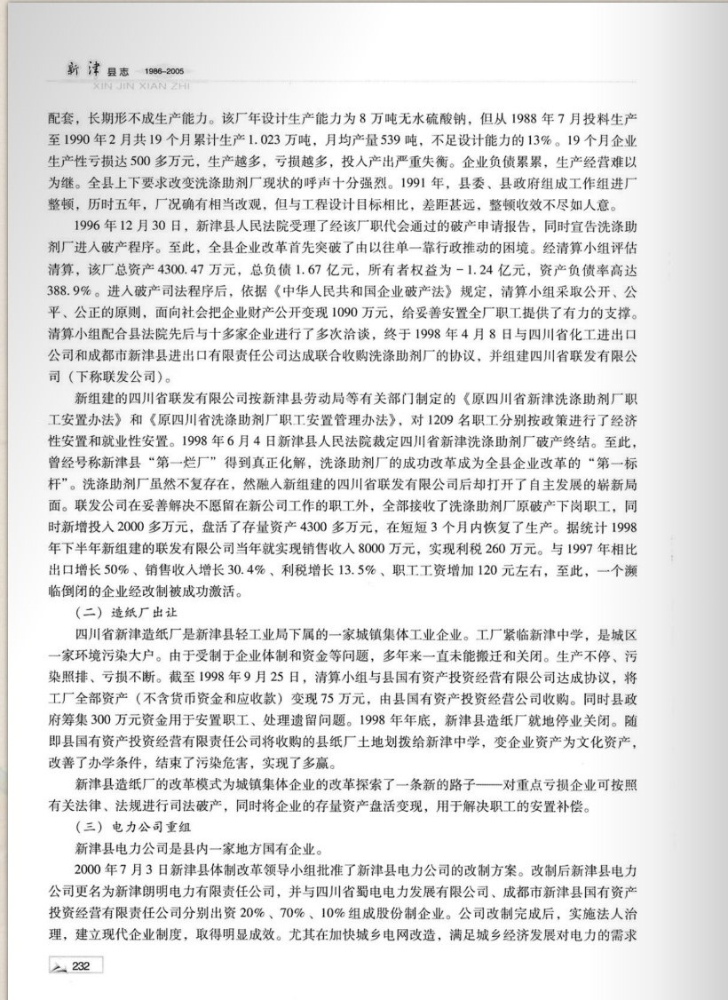 新津 县志 1986-2005
XIN JIN XIAN ZHI
配套，长期形不成生产能力。该厂年设计生产能力为8万吨无水硫酸钠，但从1988年7月投料生产
至1990年2月共19个月累计生产1.023万吨，月均产量539吨，不足设计能力的13%。19个月企业
生产性亏损达500多万元，生产越多，亏损越多，投入产出严重失衡。企业负债累累，生产经营难以
为继。全县上下要求改变洗涤助剂厂现状的呼声十分强烈。1991年，县委、县政府组成工作组进厂
整顿，历时五年，厂况确有相当改观，但与工程设计目标相比，差距甚远，整顿收效不尽如人意。
1996年12月30日，新津县人民法院受理了经该厂职代会通过的破产申请报告，同时宣告洗涤助
剂厂进入破产程序。至此，全县企业改革首先突破了由以往单一靠行政推动的困境。经清算小组评估
清算，该厂总资产4300.47万元，总负债1.67亿元，所有者权益为-1.24亿元，资产负债率高达
388.9%。进入破产司法程序后，依据《中华人民共和国企业破产法》规定，清算小组采取公开、公
平、公正的原则，面向社会把企业财产公开变现1090万元，给妥善安置全厂职工提供了有力的支撑。
清算小组配合县法院先后与十多家企业进行了多次洽谈，终于1998年4月8日与四川省化工进出口
公司和成都市新津县进出口有限责任公司达成联合收购洗涤助剂厂的协议，并组建四川省联发有限公
司（下称联发公司）。
新组建的四川省联发有限公司按新津县劳动局等有关部门制定的《原四川省新津洗涤助剂厂职
工安置办法》和《原四川省洗涤助剂厂职工安置管理办法》，对1209名职工分别按政策进行了经济
性安置和就业性安置。1998年6月4日新津县人民法院裁定四川省新津洗涤助剂厂破产终结。至此，
曾经号称新津县“第一烂厂”得到真正化解，洗涤助剂厂的成功改革成为全县企业改革的“第一标
杆”。洗涤助剂厂虽然不复存在，然融入新组建的四川省联发有限公司后却打开了自主发展的崭新局
面。联发公司在妥善解决不愿留在新公司工作的职工外，全部接收了洗涤助剂厂原破产下岗职工，同
时新增投入2000多万元，盘活了存量资产4300多万元，在短短3个月内恢复了生产。据统计1998
年下半年新组建的联发有限公司当年就实现销售收入8000万元，实现利税260万元。与1997年相比
出口增长50%、销售收入增长30.4%、利税增长13.5%、职工工资增加120元左右，至此，一个濒
临倒闭的企业经改制被成功激活。
（二）造纸厂出让
四川省新津造纸厂是新津县轻工业局下属的一家城镇集体工业企业。工厂紧临新津中学，是城区
一家环境污染大户。由于受制于企业体制和资金等问题，多年来一直未能搬迁和关闭。生产不停、污
染照排、亏损不断。截至1998年9月25日，清算小组与县国有资产投资经营有限公司达成协议，将
工厂全部资产（不含货币资金和应收款）变现75万元，由县国有资产投资经营公司收购。同时县政
府筹集300万元资金用于安置职工、处理遗留问题。1998年年底，新津县造纸厂就地停业关闭。随
即县国有资产投资经营有限责任公司将收购的县纸厂土地划拨给新津中学，变企业资产为文化资产，
改善了办学条件，结束了污染危害，实现了多赢。
新津县造纸厂的改革模式为城镇集体企业的改革探索了一条新的路子——对重点亏损企业可按照
有关法律、法规进行司法破产，同时将企业的存量资产盘活变现，用于解决职工的安置补偿。
（三）电力公司重组
新津县电力公司是县内一家地方国有企业。
2000年7月3日新津县体制改革领导小组批准了新津县电力公司的改制方案。改制后新津县电力
公司更名为新津朗明电力有限责任公司，并与四川省蜀电电力发展有限公司、成都市新津县国有资产
投资经营有限责任公司分别出资20%、70%、10%组成股份制企业。公司改制完成后，实施法人治
理，建立现代企业制度，取得明显成效。尤其在加快城乡电网改造，满足城乡经济发展对电力的需求
232